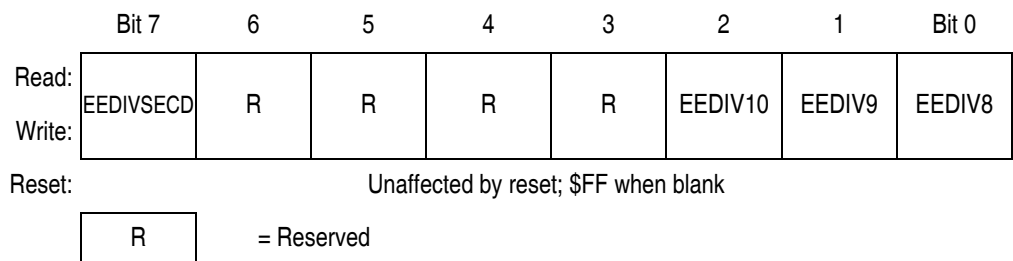 Bit 7 6 5 4 3 2 1 Bit 0
Read:
EEDIVSECD R R R R EEDIV10 EEDIV9 EEDIV8
Write:
Reset: Unaffected by reset; $FF when blank
R = Reserved